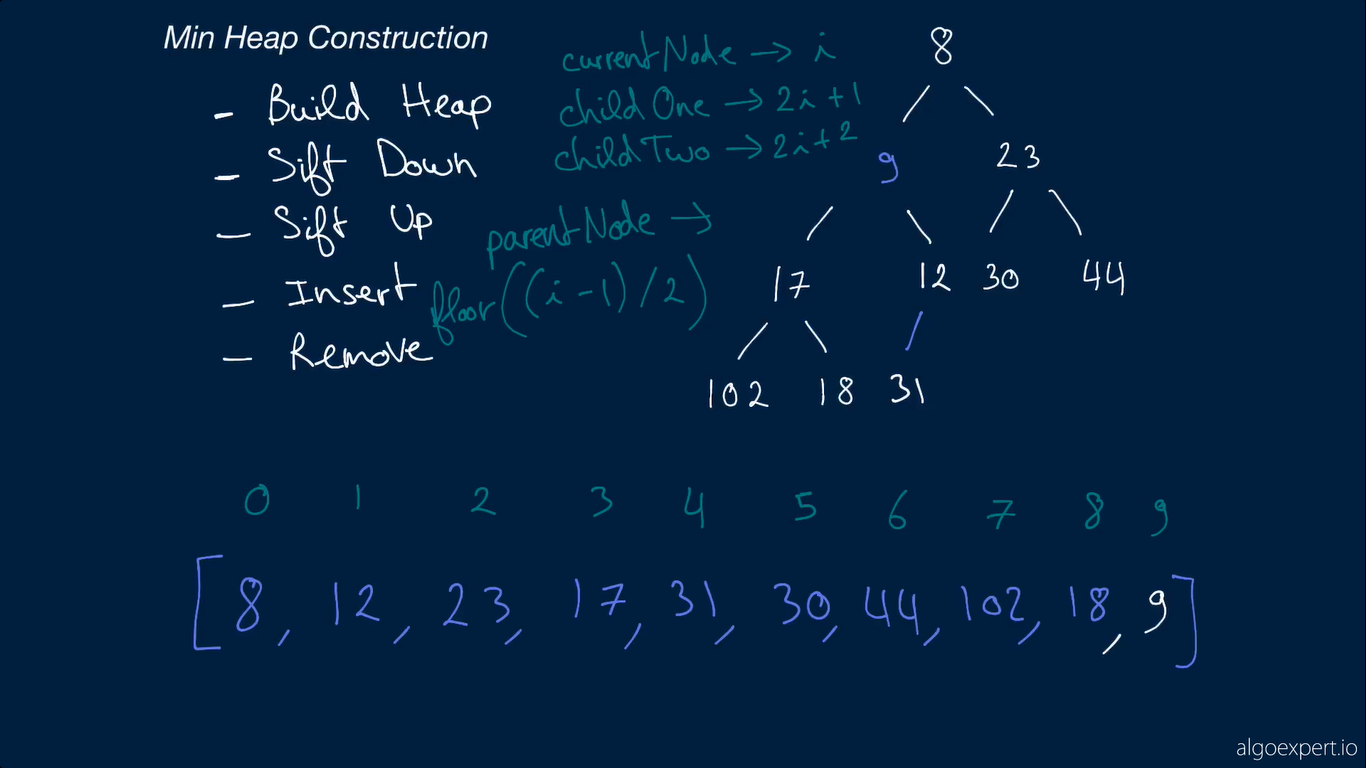 Min Heap Construction
- Build Heap
- Sift Down
- Sift Up
- Insert
- Remove
currentNode → i
childOne → 2i+1
childTwo → 2i+2
parentNode →
floor((i-1)/2)
8
9 23
17 12 30 44
102 18 31
0 1 2 3 4 5 6 7 8 9
[8, 12, 23, 17, 31, 30, 44, 102, 18, 9]
algoexpert.io